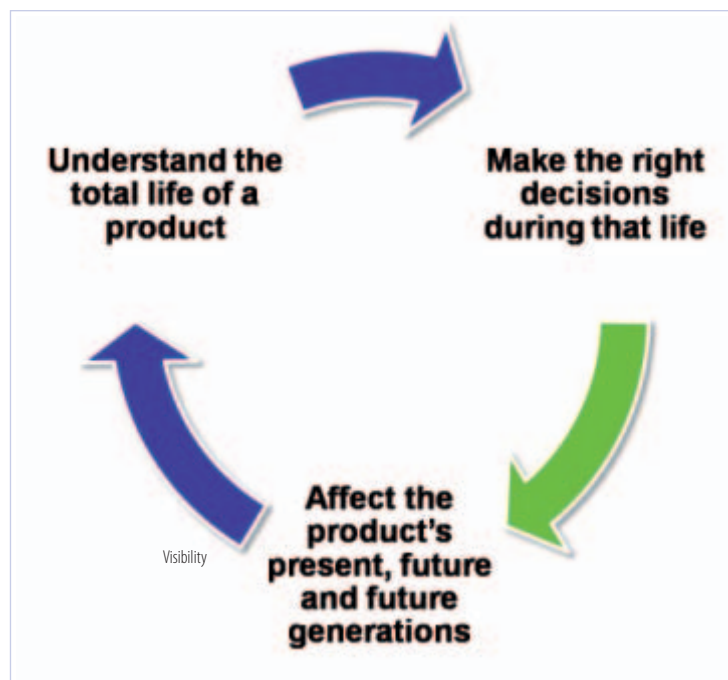 Understand the
total life of a
product
Make the right
decisions
during that life
Affect the
product's
present, future
and future
generations
Visibility